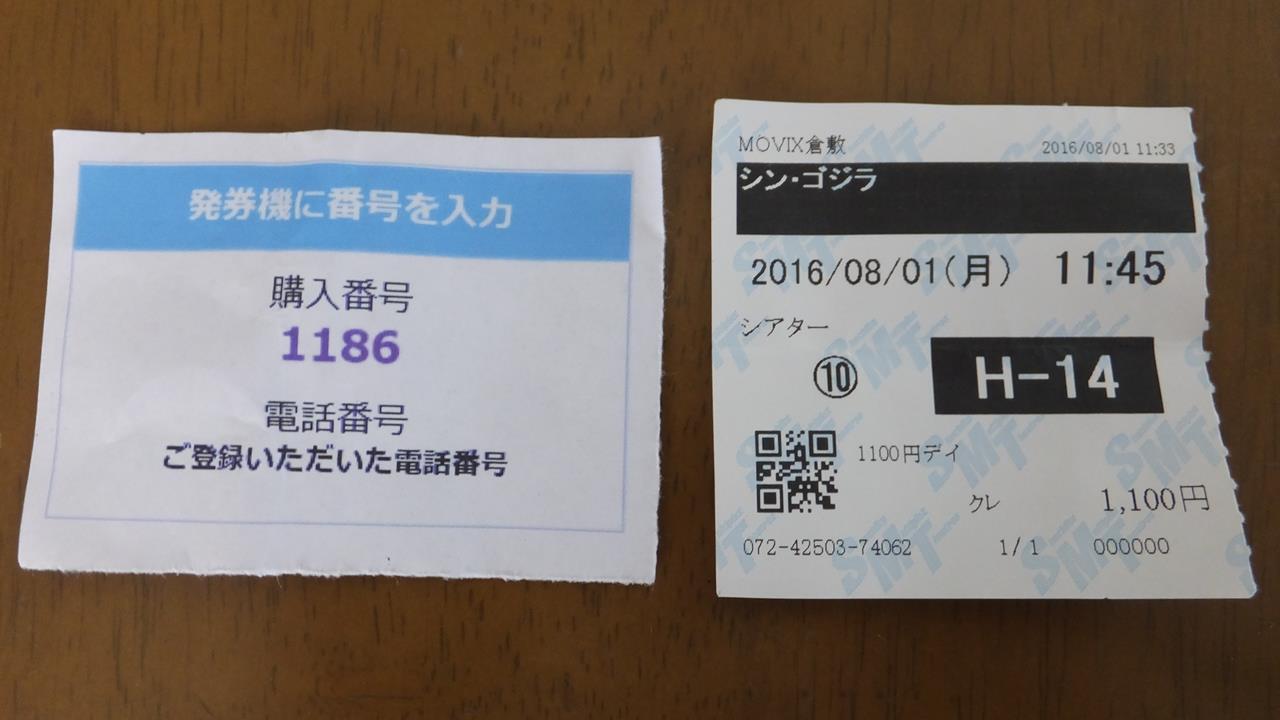 発券機に番号を入力
購入番号
1186
電話番号
ご登録いただいた電話番号
MOVIX倉敷 2016/08/01 11:33
シン・ゴジラ
2016/08/01(月) 11:45
シアター
⑩ H-14
1100円デイ
クレ 1,100円
072-42503-74062 1/1 000000
SMT